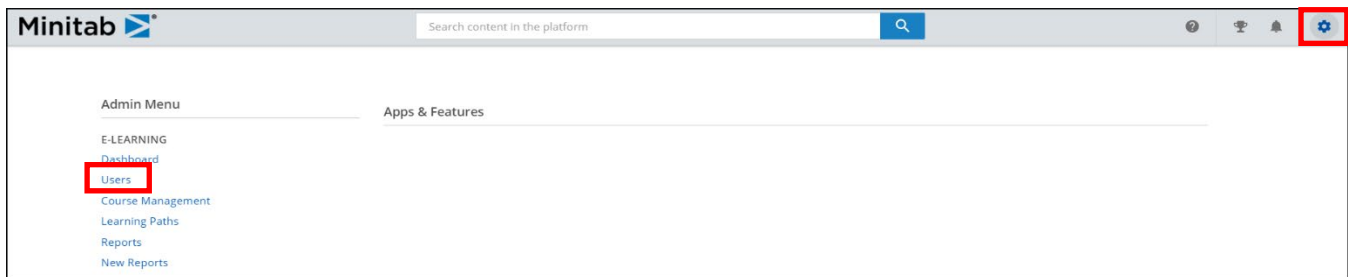 Minitab
Search content in the platform
Admin Menu
Apps & Features
E-LEARNING
Dashboard
Users
Course Management
Learning Paths
Reports
New Reports